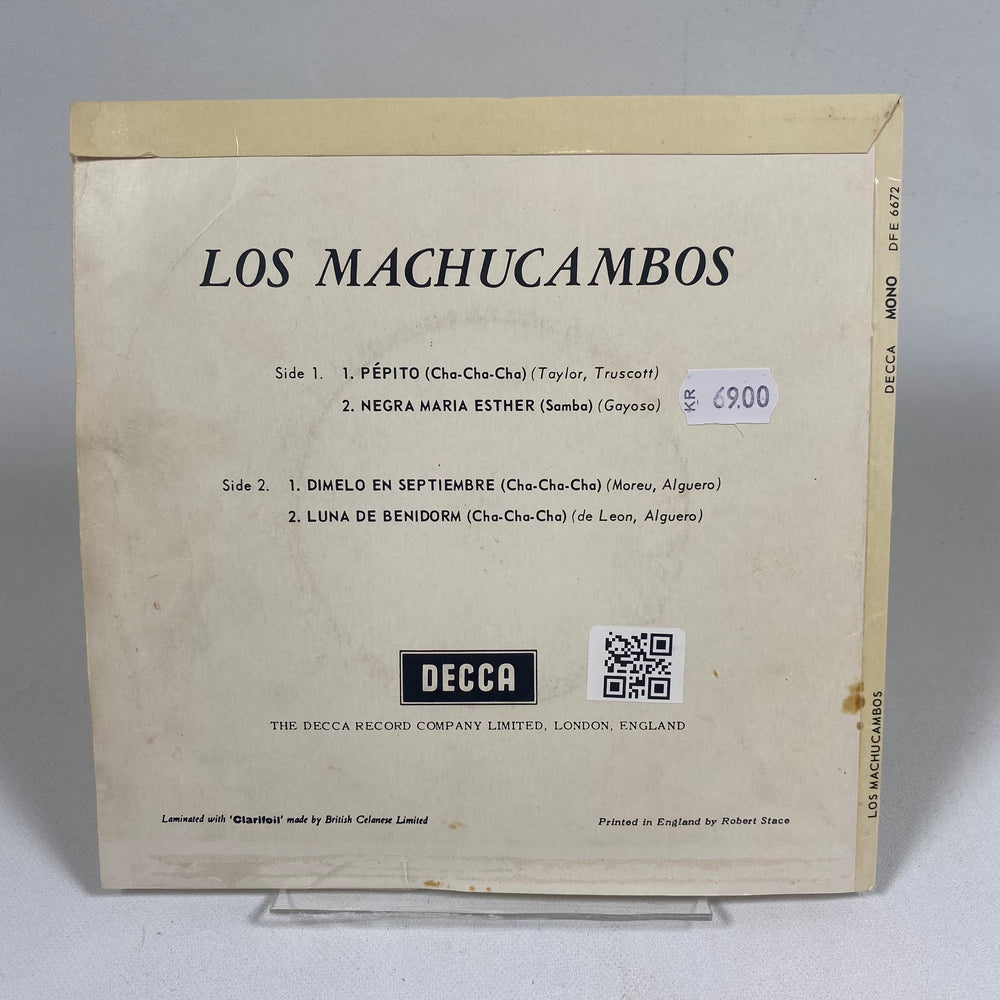 LOS MACHUCAMBOS
Side 1. 1. PÉPITO (Cha-Cha-Cha) (Taylor, Truscott)
2. NEGRA MARIA ESTHER (Samba) (Gayoso)
KR 69.00
Side 2. 1. DIMELO EN SEPTIEMBRE (Cha-Cha-Cha) (Moreu, Alguero)
2. LUNA DE BENIDORM (Cha-Cha-Cha) (de Leon, Alguero)
DECCA
THE DECCA RECORD COMPANY LIMITED, LONDON, ENGLAND
Laminated with 'Clarifoil' made by British Celanese Limited
Printed in England by Robert Stace
LOS MACHUCAMBOS DECCA MONO DFE 6672